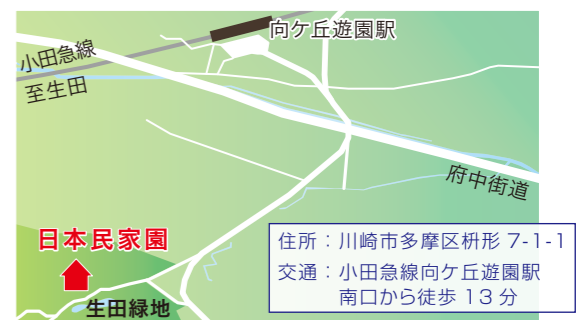 向ケ丘遊園駅
小田急線
至生田
府中街道
日本民家園
生田緑地
住所：川崎市多摩区枡形 7-1-1
交通：小田急線向ケ丘遊園駅
南口から徒歩 13 分